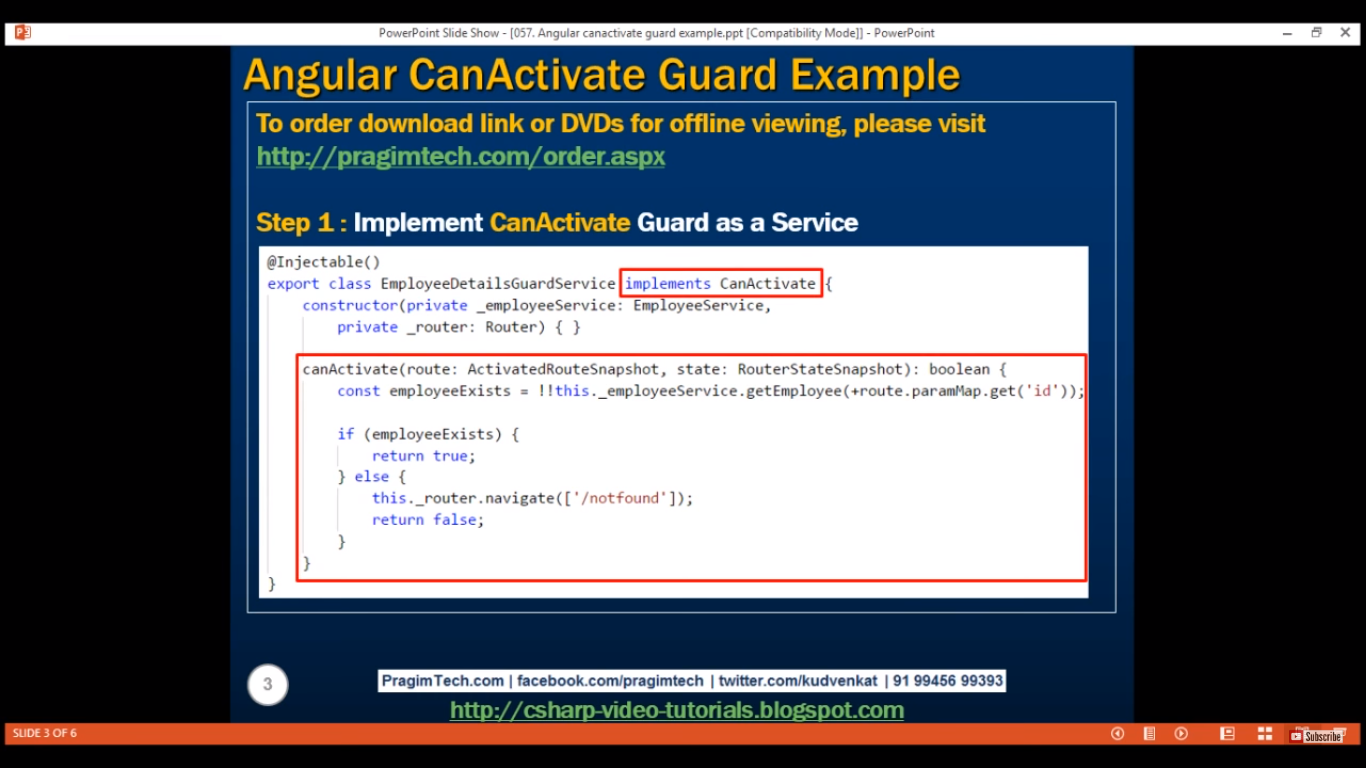 PowerPoint Slide Show - [057. Angular canactivate guard example.ppt [Compatibility Mode]] - PowerPoint
Angular CanActivate Guard Example
To order download link or DVDs for offline viewing, please visit
http://pragimtech.com/order.aspx
Step 1 : Implement CanActivate Guard as a Service
@Injectable()
export class EmployeeDetailsGuardService implements CanActivate {
constructor(private _employeeService: EmployeeService,
private _router: Router) { }
canActivate(route: ActivatedRouteSnapshot, state: RouterStateSnapshot): boolean {
const employeeExists = !!this._employeeService.getEmployee(+route.paramMap.get('id'));
if (employeeExists) {
return true;
} else {
this._router.navigate(['/notfound']);
return false;
}
}
}
3
PragimTech.com | facebook.com/pragimtech | twitter.com/kudvenkat | 91 99456 99393
http://csharp-video-tutorials.blogspot.com
SLIDE 3 OF 6
Subscribe